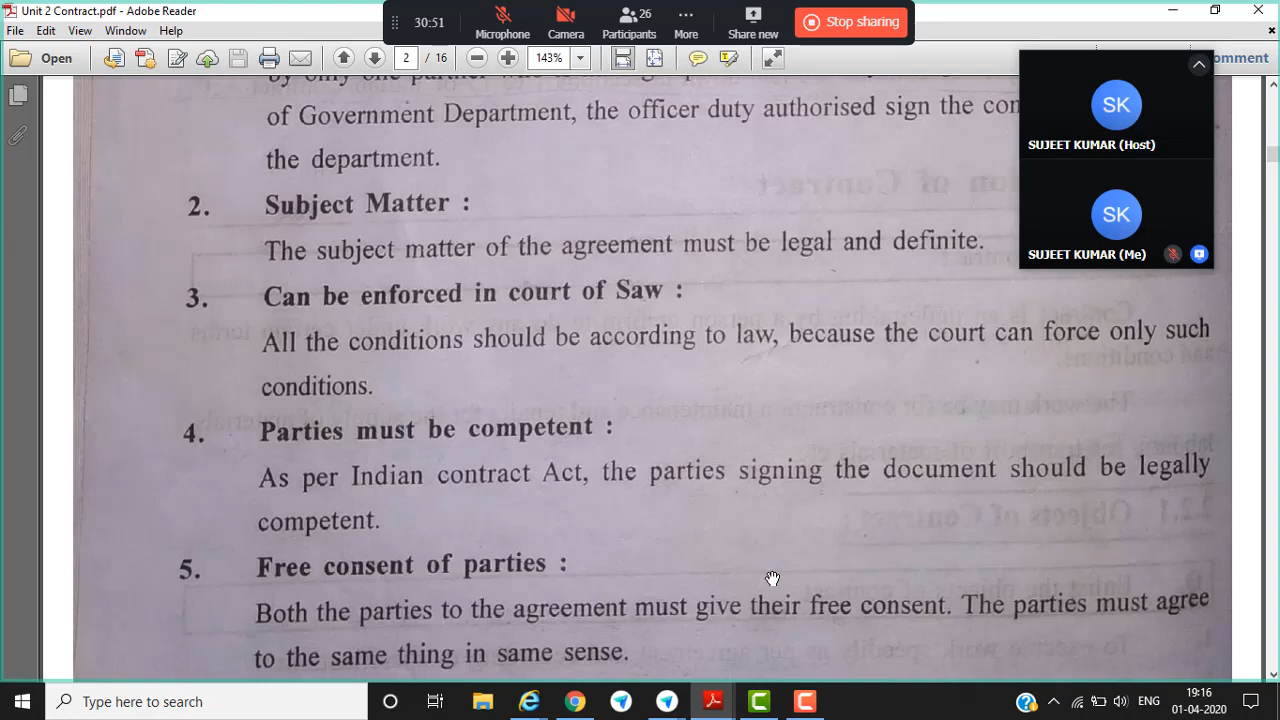 Unit 2 Contract.pdf - Adobe Reader
File Edit View Window Help
30:51 Microphone Camera 26 Participants More Share new Stop sharing
Open 2 / 16 143% omment
by only one partner
of Government Department, the officer duty authorised sign the con
the department.
2. Subject Matter :
The subject matter of the agreement must be legal and definite.
3. Can be enforced in court of Saw :
All the conditions should be according to law, because the court can force only such
conditions.
4. Parties must be competent :
As per Indian contract Act, the parties signing the document should be legally
competent.
5. Free consent of parties :
Both the parties to the agreement must give their free consent. The parties must agree
to the same thing in same sense.
SK
SUJEET KUMAR (Host)
SK
SUJEET KUMAR (Me)
Type here to search
ENG
19:16
01-04-2020